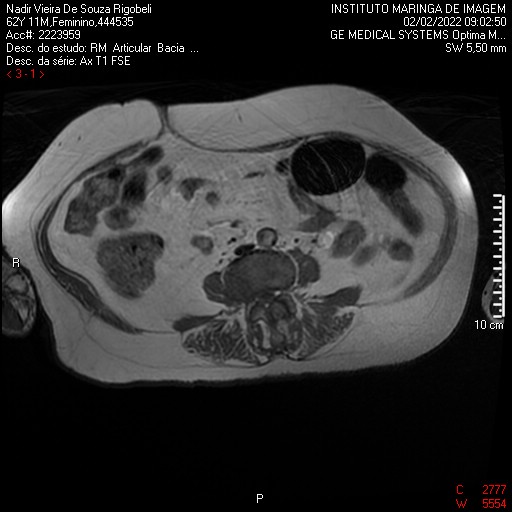 Nadir Vieira De Souza Rigobeli
62Y 11M,Feminino,444535
Acc#: 2223959
Desc. do estudo: RM Articular Bacia ...
Desc. da série: Ax T1 FSE
< 3 - 1 >
INSTITUTO MARINGA DE IMAGEM
02/02/2022 09:02:50
GE MEDICAL SYSTEMS Optima M...
SW 5,50 mm
R
10 cm
P
C 2777
W 5554